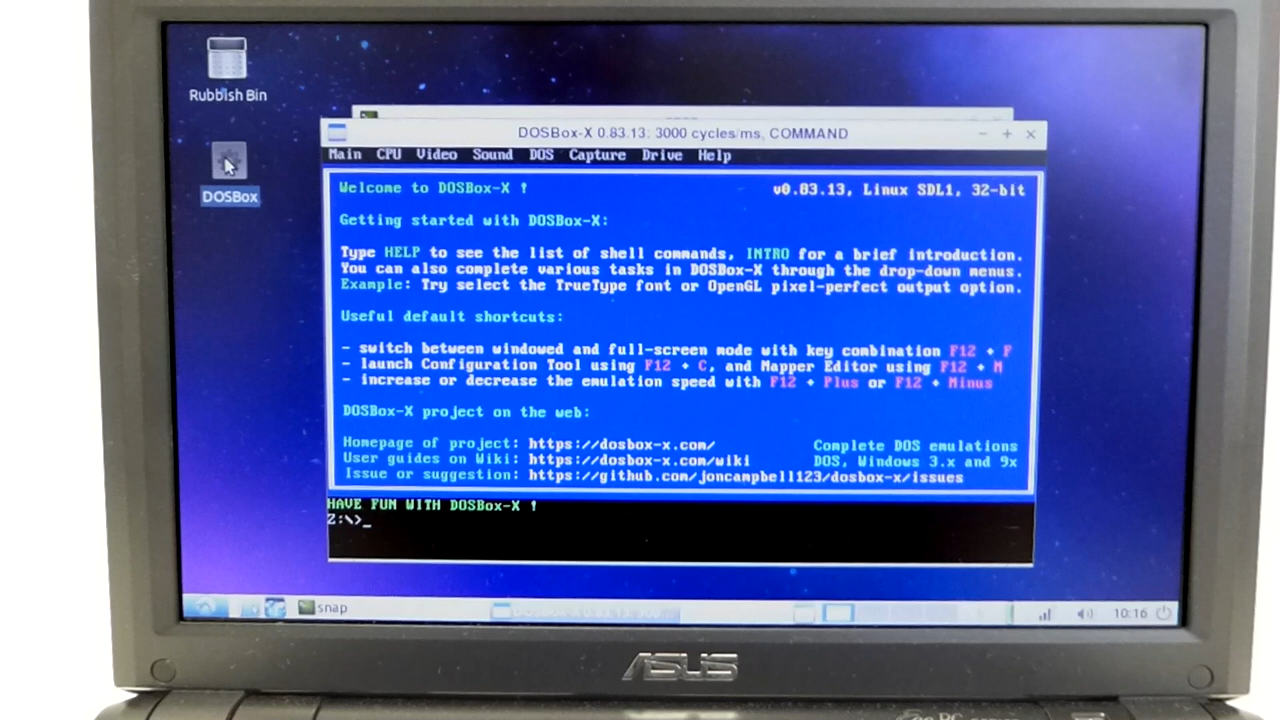 Rubbish Bin
DOSBox
DOSBox-X 0.83.13: 3000 cycles/ms, COMMAND
Main CPU Video Sound DOS Capture Drive Help
Welcome to DOSBox-X !
v0.83.13, Linux SDL1, 32-bit
Getting started with DOSBox-X:
Type HELP to see the list of shell commands, INTRO for a brief introduction.
You can also complete various tasks in DOSBox-X through the drop-down menus.
Example: Try select the TrueType font or OpenGL pixel-perfect output option.
Useful default shortcuts:
- switch between windowed and full-screen mode with key combination F12 + F
- launch Configuration Tool using F12 + C, and Mapper Editor using F12 + M
- increase or decrease the emulation speed with F12 + Plus or F12 + Minus
DOSBox-X project on the web:
Homepage of project: https://dosbox-x.com/ Complete DOS emulations
User guides on Wiki: https://dosbox-x.com/wiki DOS, Windows 3.x and 9x
Issue or suggestion: https://github.com/joncampbell123/dosbox-x/issues
HAVE FUN WITH DOSBox-X !
Z:\>_
snap
10:16
ASUS